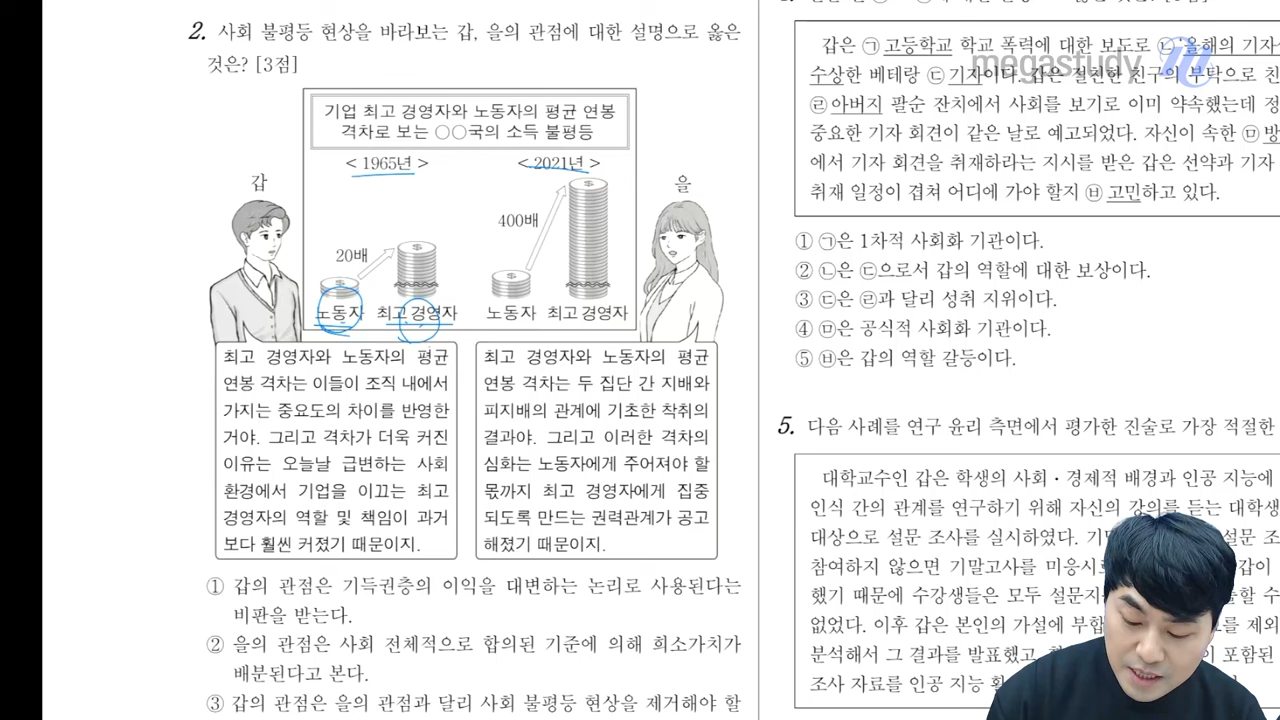 2. 사회 불평등 현상을 바라보는 갑, 을의 관점에 대한 설명으로 옳은
것은? [3점]
기업 최고 경영자와 노동자의 평균 연봉
격차로 보는 ○○국의 소득 불평등
< 1965년 >
< 2021년 >
갑
을
20배
400배
노동자
최고 경영자
노동자
최고 경영자
최고 경영자와 노동자의 평균
연봉 격차는 이들이 조직 내에서
가지는 중요도의 차이를 반영한
거야. 그리고 격차가 더욱 커진
이유는 오늘날 급변하는 사회
환경에서 기업을 이끄는 최고
경영자의 역할 및 책임이 과거
보다 훨씬 커졌기 때문이지.
최고 경영자와 노동자의 평균
연봉 격차는 두 집단 간 지배와
피지배의 관계에 기초한 착취의
결과야. 그리고 이러한 격차의
심화는 노동자에게 주어져야 할
몫까지 최고 경영자에게 집중
되도록 만드는 권력관계가 공고
해졌기 때문이지.
① 갑의 관점은 기득권층의 이익을 대변하는 논리로 사용된다는
비판을 받는다.
② 을의 관점은 사회 전체적으로 합의된 기준에 의해 희소가치가
배분된다고 본다.
③ 갑의 관점은 을의 관점과 달리 사회 불평등 현상을 제거해야 할
갑은 ㉠ 고등학교 학교 폭력에 대한 보도로 ㉡ 올해의 기자
megastudy
수상한 베테랑 ㉢ 기자이다. 갑은 절친한 친구의 부탁으로 친
㉣ 아버지 팔순 잔치에서 사회를 보기로 이미 약속했는데 정
중요한 기자 회견이 같은 날로 예고되었다. 자신이 속한 ㉤ 방
에서 기자 회견을 취재하라는 지시를 받은 갑은 선약과 기자
취재 일정이 겹쳐 어디에 가야 할지 ㉥ 고민하고 있다.
① ㉠은 1차적 사회화 기관이다.
② ㉡은 ㉢으로서 갑의 역할에 대한 보상이다.
③ ㉢은 ㉣과 달리 성취 지위이다.
④ ㉤은 공식적 사회화 기관이다.
⑤ ㉥은 갑의 역할 갈등이다.
5. 다음 사례를 연구 윤리 측면에서 평가한 진술로 가장 적절한
대학교수인 갑은 학생의 사회·경제적 배경과 인공 지능에
인식 간의 관계를 연구하기 위해 자신의 강의를 듣는 대학생
대상으로 설문 조사를 실시하였다. 설문 조
참여하지 않으면 기말고사를 갑이
했기 때문에 수강생들은 모두 수
없었다. 이후 갑은 본인의 가설에 제외
분석해서 그 결과를 발표했고 포함된
조사 자료를 인공 지능